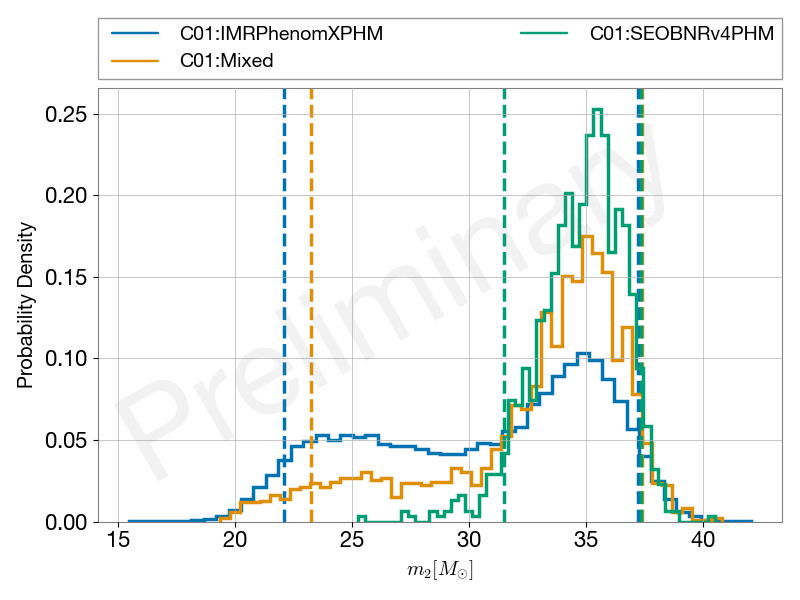 C01:IMRPhenomXPHM
C01:Mixed
C01:SEOBNRv4PHM
0.25
0.20
0.15
0.10
0.05
0.00
Probability Density
Preliminary
15 20 25 30 35 40
m₂[M☉]